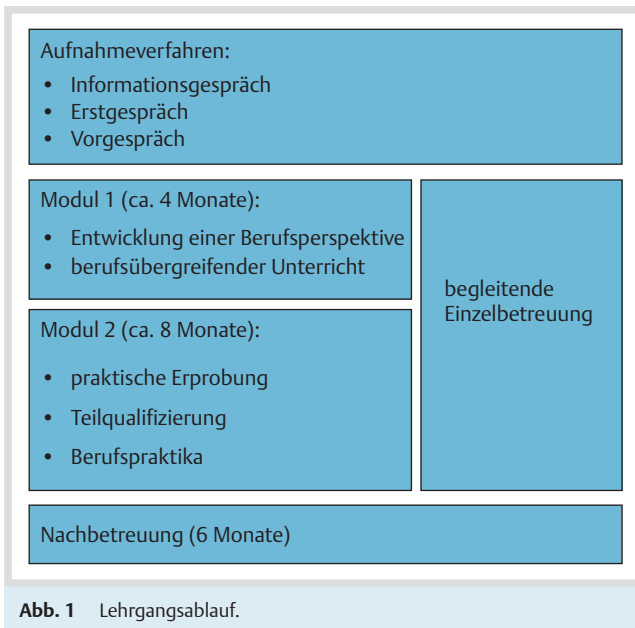 Aufnahmeverfahren:
• Informationsgespräch
• Erstgespräch
• Vorgespräch
Modul 1 (ca. 4 Monate):
• Entwicklung einer Berufsperspektive
• berufsübergreifender Unterricht
Modul 2 (ca. 8 Monate):
• praktische Erprobung
• Teilqualifizierung
• Berufspraktika
begleitende
Einzelbetreuung
Nachbetreuung (6 Monate)
Abb. 1 Lehrgangsablauf.